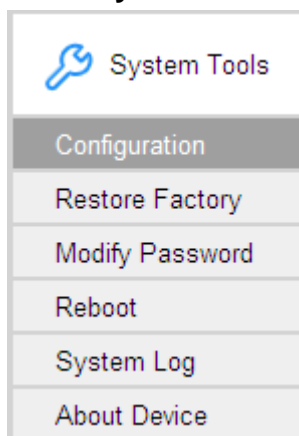 System Tools
Configuration
Restore Factory
Modify Password
Reboot
System Log
About Device